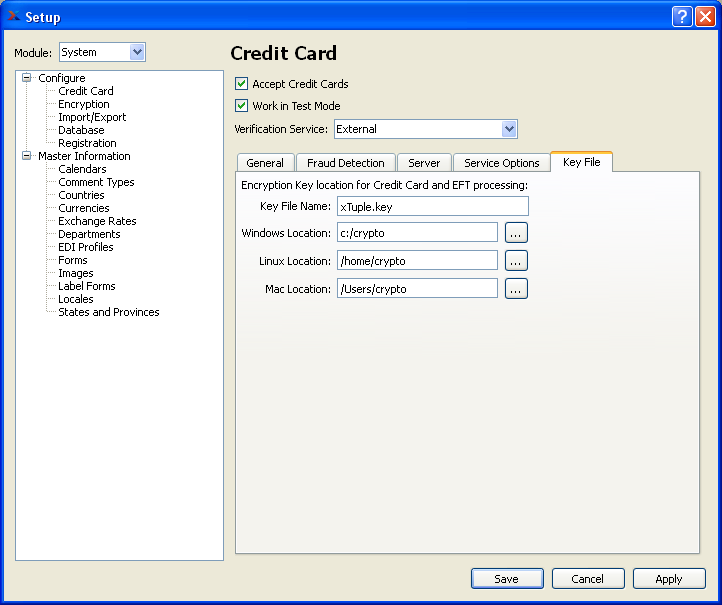 Setup
Module: System
Configure
Credit Card
Encryption
Import/Export
Database
Registration
Master Information
Calendars
Comment Types
Countries
Currencies
Exchange Rates
Departments
EDI Profiles
Forms
Images
Label Forms
Locales
States and Provinces
Credit Card
Accept Credit Cards
Work in Test Mode
Verification Service: External
General Fraud Detection Server Service Options Key File
Encryption Key location for Credit Card and EFT processing:
Key File Name: xTuple.key
Windows Location: c:/crypto ...
Linux Location: /home/crypto ...
Mac Location: /Users/crypto ...
Save Cancel Apply